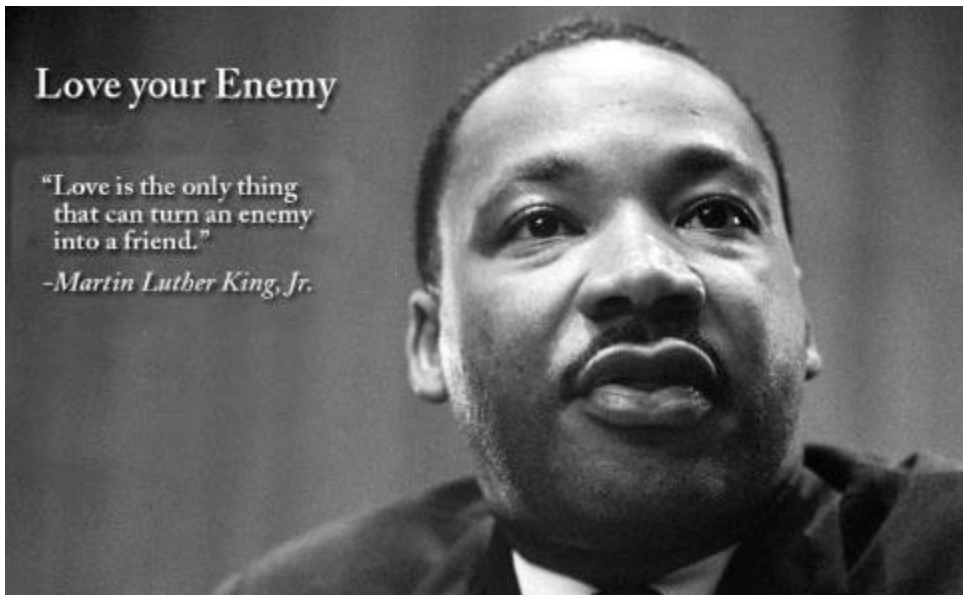 Love your Enemy
“Love is the only thing
that can turn an enemy
into a friend.”
-Martin Luther King, Jr.